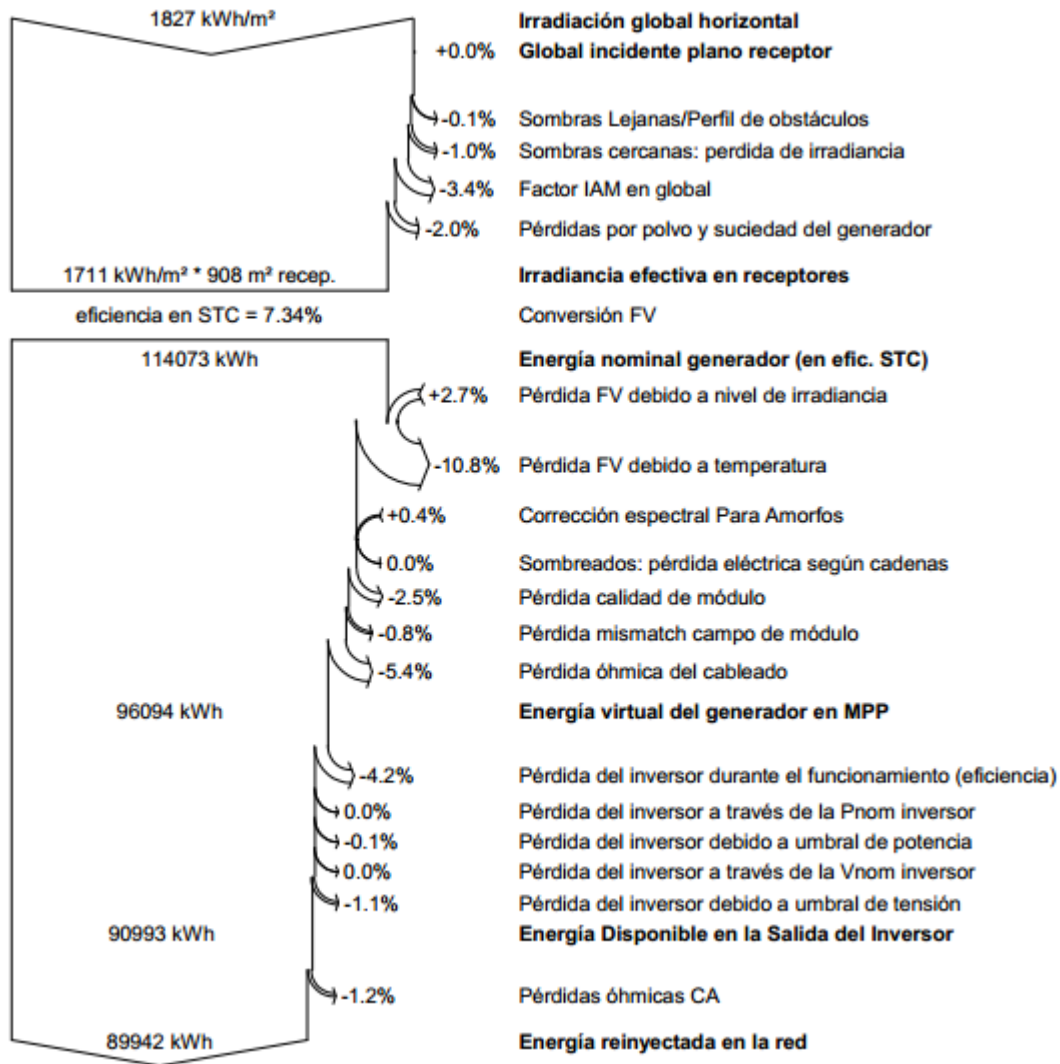 1827 kWh/m² Irradiación global horizontal
+0.0% Global incidente plano receptor
-0.1% Sombras Lejanas/Perfil de obstáculos
-1.0% Sombras cercanas: perdida de irradiancia
-3.4% Factor IAM en global
-2.0% Pérdidas por polvo y suciedad del generador
1711 kWh/m² * 908 m² recep. Irradiancia efectiva en receptores
eficiencia en STC = 7.34% Conversión FV
114073 kWh Energía nominal generador (en efic. STC)
+2.7% Pérdida FV debido a nivel de irradiancia
-10.8% Pérdida FV debido a temperatura
+0.4% Corrección espectral Para Amorfos
0.0% Sombreados: pérdida eléctrica según cadenas
-2.5% Pérdida calidad de módulo
-0.8% Pérdida mismatch campo de módulo
-5.4% Pérdida óhmica del cableado
96094 kWh Energía virtual del generador en MPP
-4.2% Pérdida del inversor durante el funcionamiento (eficiencia)
0.0% Pérdida del inversor a través de la Pnom inversor
-0.1% Pérdida del inversor debido a umbral de potencia
0.0% Pérdida del inversor a través de la Vnom inversor
-1.1% Pérdida del inversor debido a umbral de tensión
90993 kWh Energía Disponible en la Salida del Inversor
-1.2% Pérdidas óhmicas CA
89942 kWh Energía reinyectada en la red